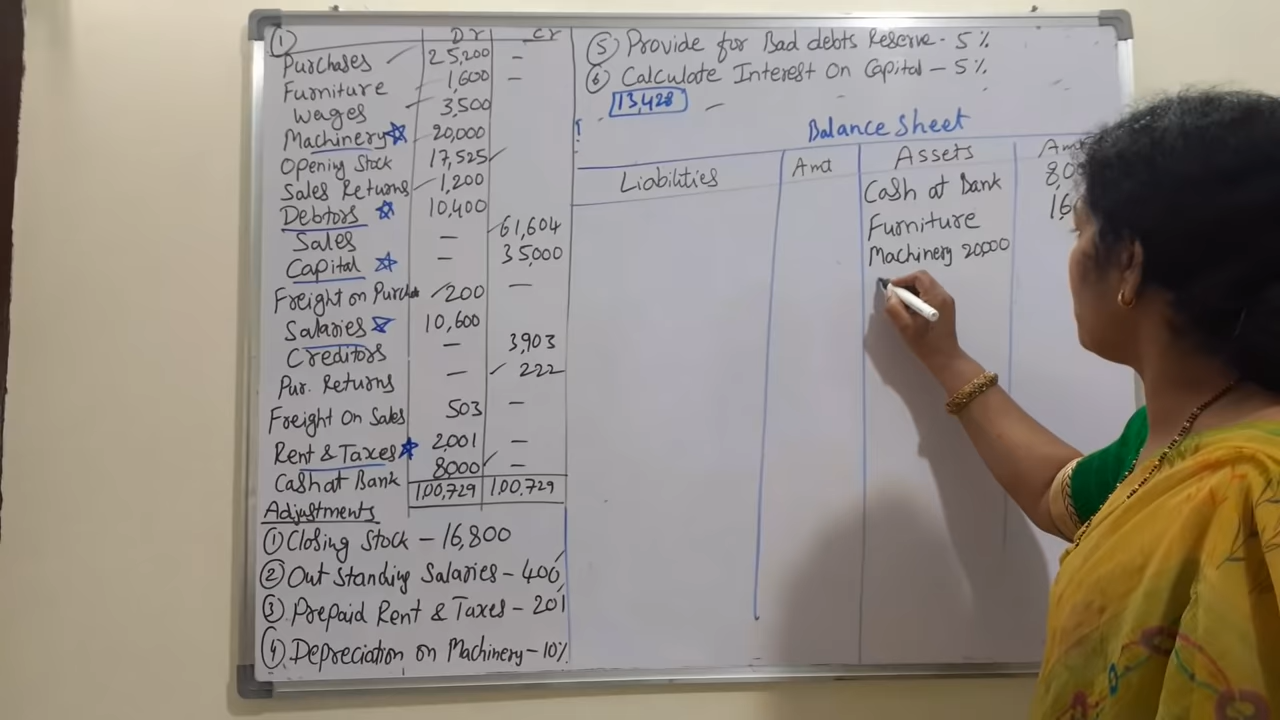 ① Dr Cr
Purchases 25,200 –
Furniture 1,600 –
Wages 3,500
Machinery 20,000
Opening Stock 17,525
Sales Returns 1,200
Debtors 10,400
Sales – 61,604
Capital – 35,000
Freight on Purchase 200 –
Salaries 10,600
Creditors – 3,903
Pur. Returns – 222
Freight On Sales 503 –
Rent & Taxes 2,001 –
Cash at Bank 8000 –
1,00,729 1,00,729
Adjustments
① Closing Stock – 16,800
② Out Standing Salaries – 400
③ Prepaid Rent & Taxes – 201
④ Depreciation on Machinery – 10%
⑤ Provide for Bad debts Reserve - 5%
⑥ Calculate Interest On Capital – 5%
13,428 –
Balance Sheet
Liabilities Amt Assets
Cash at Bank
Furniture
Machinery 20,000